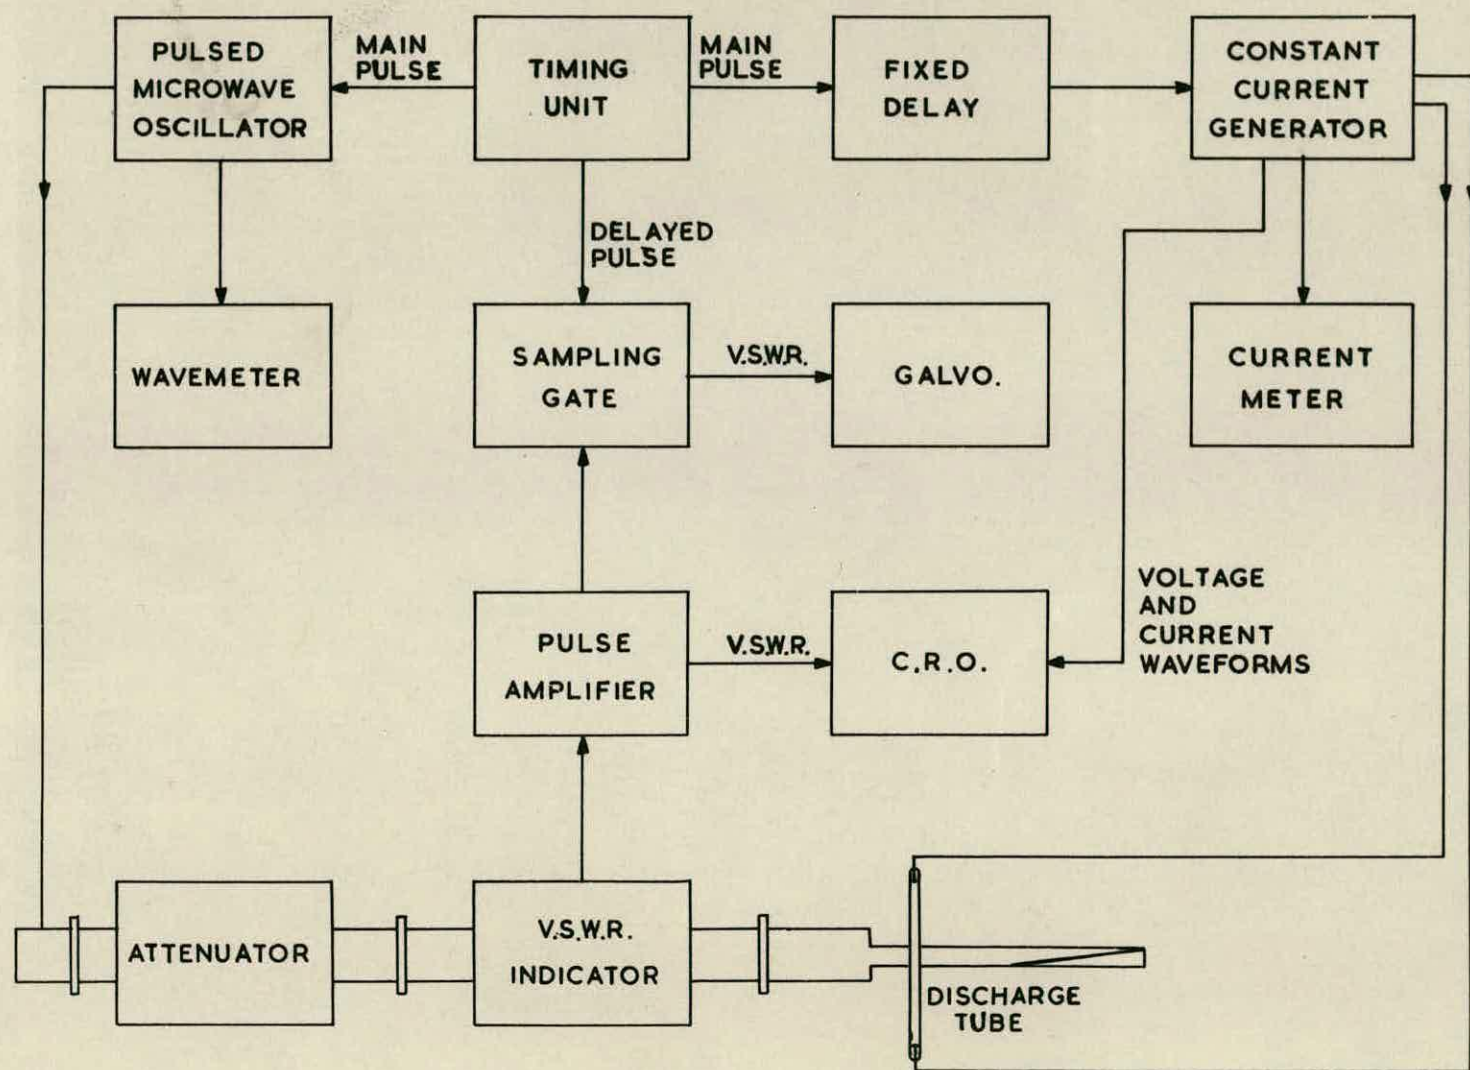 PULSED
MICROWAVE
OSCILLATOR
MAIN
PULSE
TIMING
UNIT
MAIN
PULSE
FIXED
DELAY
CONSTANT
CURRENT
GENERATOR
DELAYED
PULSE
WAVEMETER
SAMPLING
GATE
V.S.W.R.
GALVO.
CURRENT
METER
PULSE
AMPLIFIER
V.S.W.R.
C.R.O.
VOLTAGE
AND
CURRENT
WAVEFORMS
ATTENUATOR
V.S.W.R.
INDICATOR
DISCHARGE
TUBE